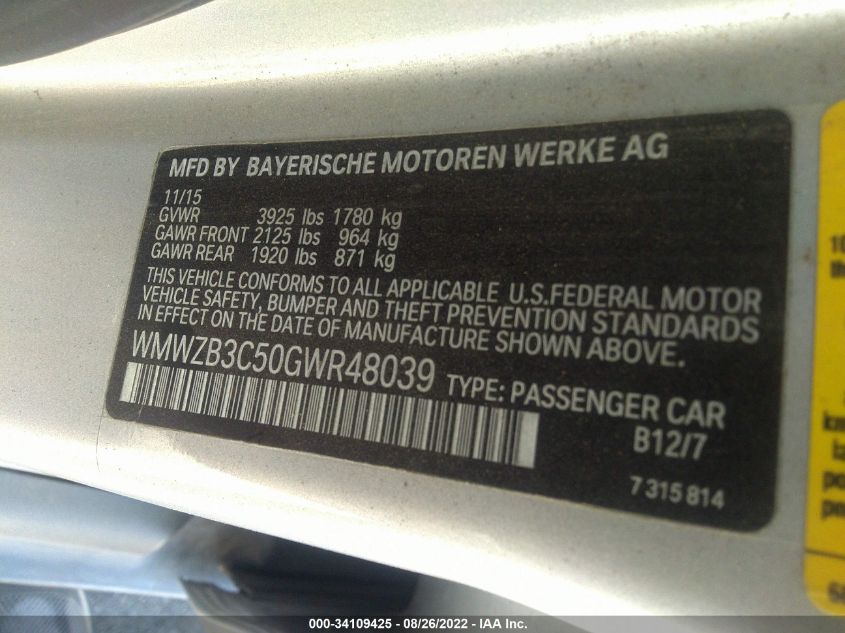 MFD BY BAYERISCHE MOTOREN WERKE AG
11/15
GVWR 3925 lbs 1780 kg
GAWR FRONT 2125 lbs 964 kg
GAWR REAR 1920 lbs 871 kg
THIS VEHICLE CONFORMS TO ALL APPLICABLE U.S.FEDERAL MOTOR
VEHICLE SAFETY, BUMPER AND THEFT PREVENTION STANDARDS
IN EFFECT ON THE DATE OF MANUFACTURE SHOWN ABOVE.
WMWZB3C50GWR48039 TYPE: PASSENGER CAR
B12/7
7 315 814
000-34109425 - 08/26/2022 - IAA Inc.